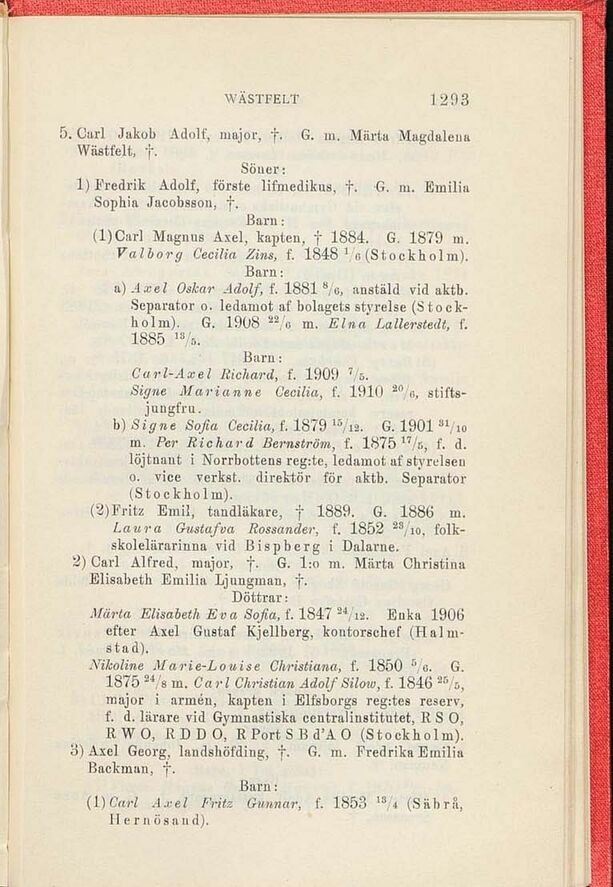 WÄSTFELT 1293
5. Carl Jakob Adolf, major, †. G. m. Märta Magdalena
Wästfelt, †.
Söner:
1) Fredrik Adolf, förste lifmedikus, †. G. m. Emilia
Sophia Jacobsson, †.
Barn:
(1) Carl Magnus Axel, kapten, † 1884. G. 1879 m.
Valborg Cecilia Zins, f. 1848 1/6 (Stockholm).
Barn:
a) Axel Oskar Adolf, f. 1881 8/6, anstäld vid aktb.
Separator o. ledamot af bolagets styrelse (Stock-
holm). G. 1908 22/6 m. Elna Lallerstedt, f.
1885 13/5.
Barn:
Carl-Axel Richard, f. 1909 7/5.
Signe Marianne Cecilia, f. 1910 20/6, stifts-
jungfru.
b) Signe Sofia Cecilia, f. 1879 15/12. G. 1901 31/10
m. Per Richard Bernström, f. 1875 17/5, f. d.
löjtnant i Norrbottens reg:te, ledamot af styrelsen
o. vice verkst. direktör för aktb. Separator
(Stockholm).
(2) Fritz Emil, tandläkare, † 1889. G. 1886 m.
Laura Gustafva Rossander, f. 1852 23/10, folk-
skolelärarinna vid Bispberg i Dalarne.
2) Carl Alfred, major, †. G. 1:o m. Märta Christina
Elisabeth Emilia Ljungman, †.
Döttrar:
Märta Elisabeth Eva Sofia, f. 1847 24/12. Enka 1906
efter Axel Gustaf Kjellberg, kontorschef (Halm-
stad).
Nikoline Marie-Louise Christiana, f. 1850 5/6. G.
1875 24/8 m. Carl Christian Adolf Silow, f. 1846 25/5,
major i armén, kapten i Elfsborgs reg:tes reserv,
f. d. lärare vid Gymnastiska centralinstitutet, R S O,
R W O, R D D O, R Port S B d'A O (Stockholm).
3) Axel Georg, landshöfding, †. G. m. Fredrika Emilia
Backman, †.
Barn:
(1) Carl Axel Fritz Gunnar, f. 1853 13/4 (Säbrå,
Hernösand).